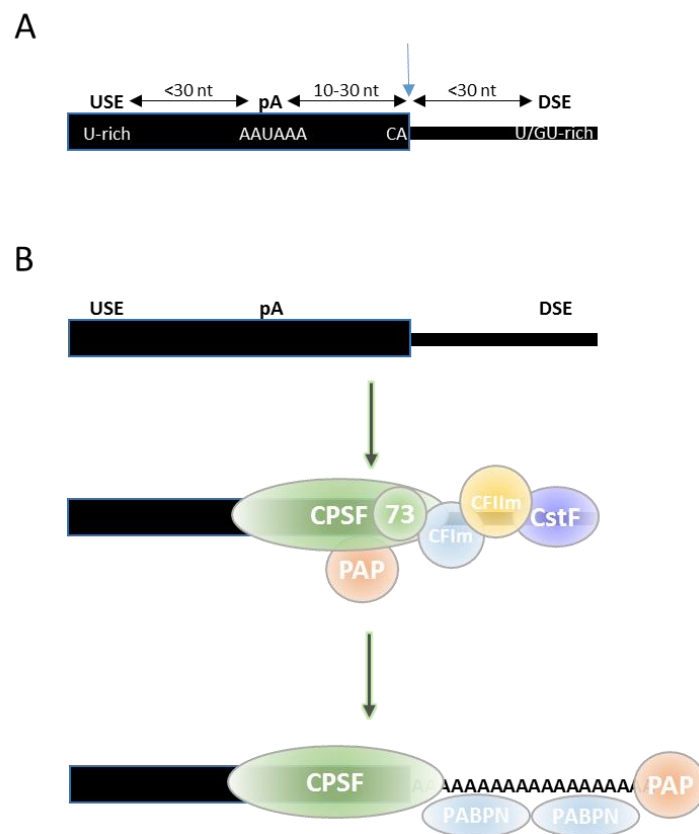 A
<30 nt 10-30 nt <30 nt
USE pA DSE
U-rich AAUAAA CA U/GU-rich
B
USE pA DSE
CPSF 73 CFIm CFIIm CstF
PAP
CPSF AAAAAAAAAAAAAAAAAA PAP
PABPN PABPN